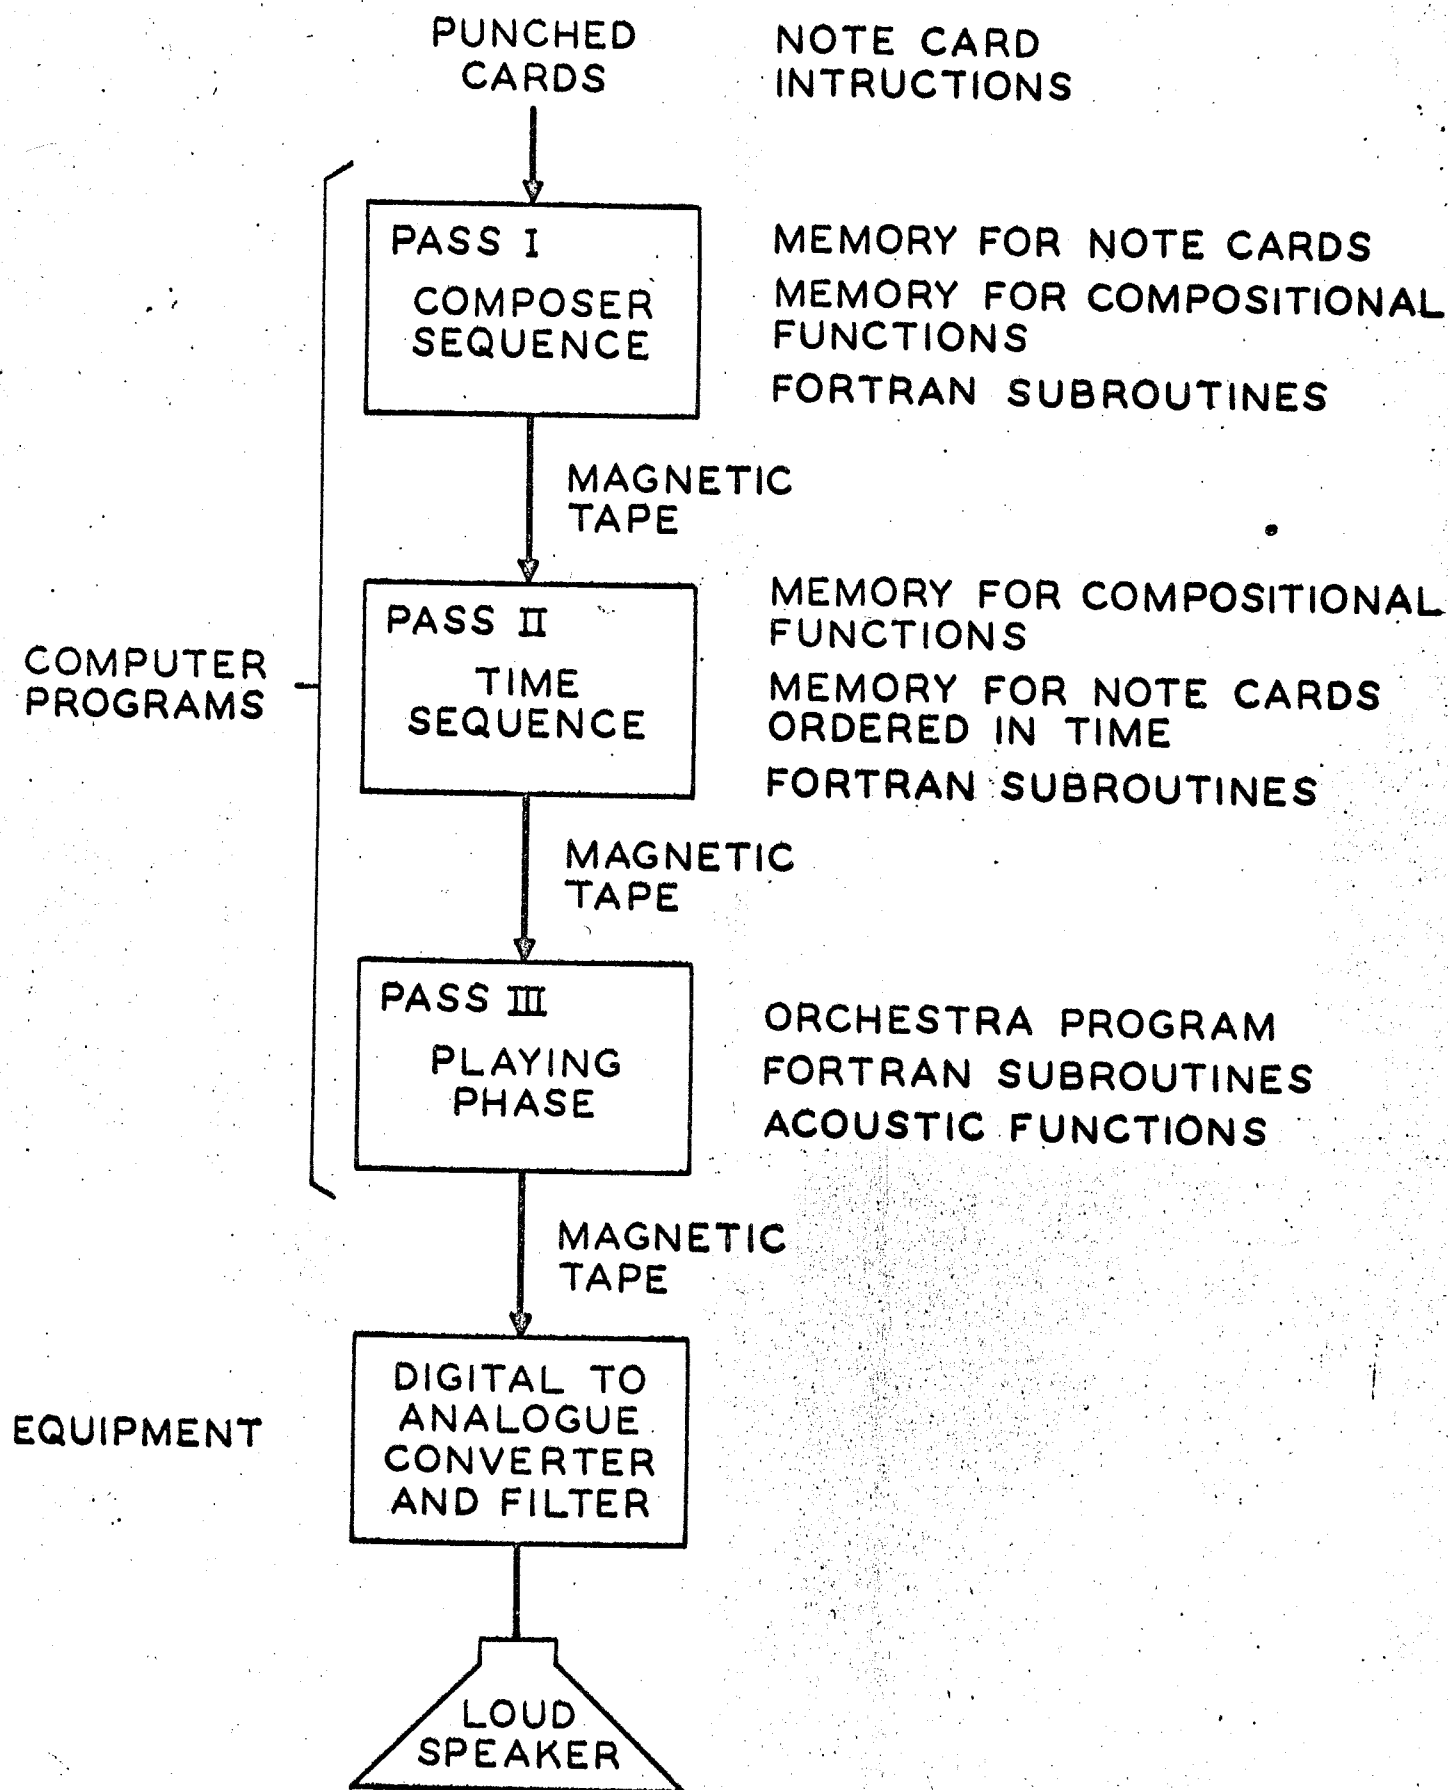 PUNCHED
CARDS
NOTE CARD
INTRUCTIONS
PASS I
COMPOSER
SEQUENCE
MEMORY FOR NOTE CARDS
MEMORY FOR COMPOSITIONAL
FUNCTIONS
FORTRAN SUBROUTINES
MAGNETIC
TAPE
COMPUTER
PROGRAMS
PASS II
TIME
SEQUENCE
MEMORY FOR COMPOSITIONAL
FUNCTIONS
MEMORY FOR NOTE CARDS
ORDERED IN TIME
FORTRAN SUBROUTINES
MAGNETIC
TAPE
PASS III
PLAYING
PHASE
ORCHESTRA PROGRAM
FORTRAN SUBROUTINES
ACOUSTIC FUNCTIONS
MAGNETIC
TAPE
EQUIPMENT
DIGITAL TO
ANALOGUE
CONVERTER
AND FILTER
LOUD
SPEAKER